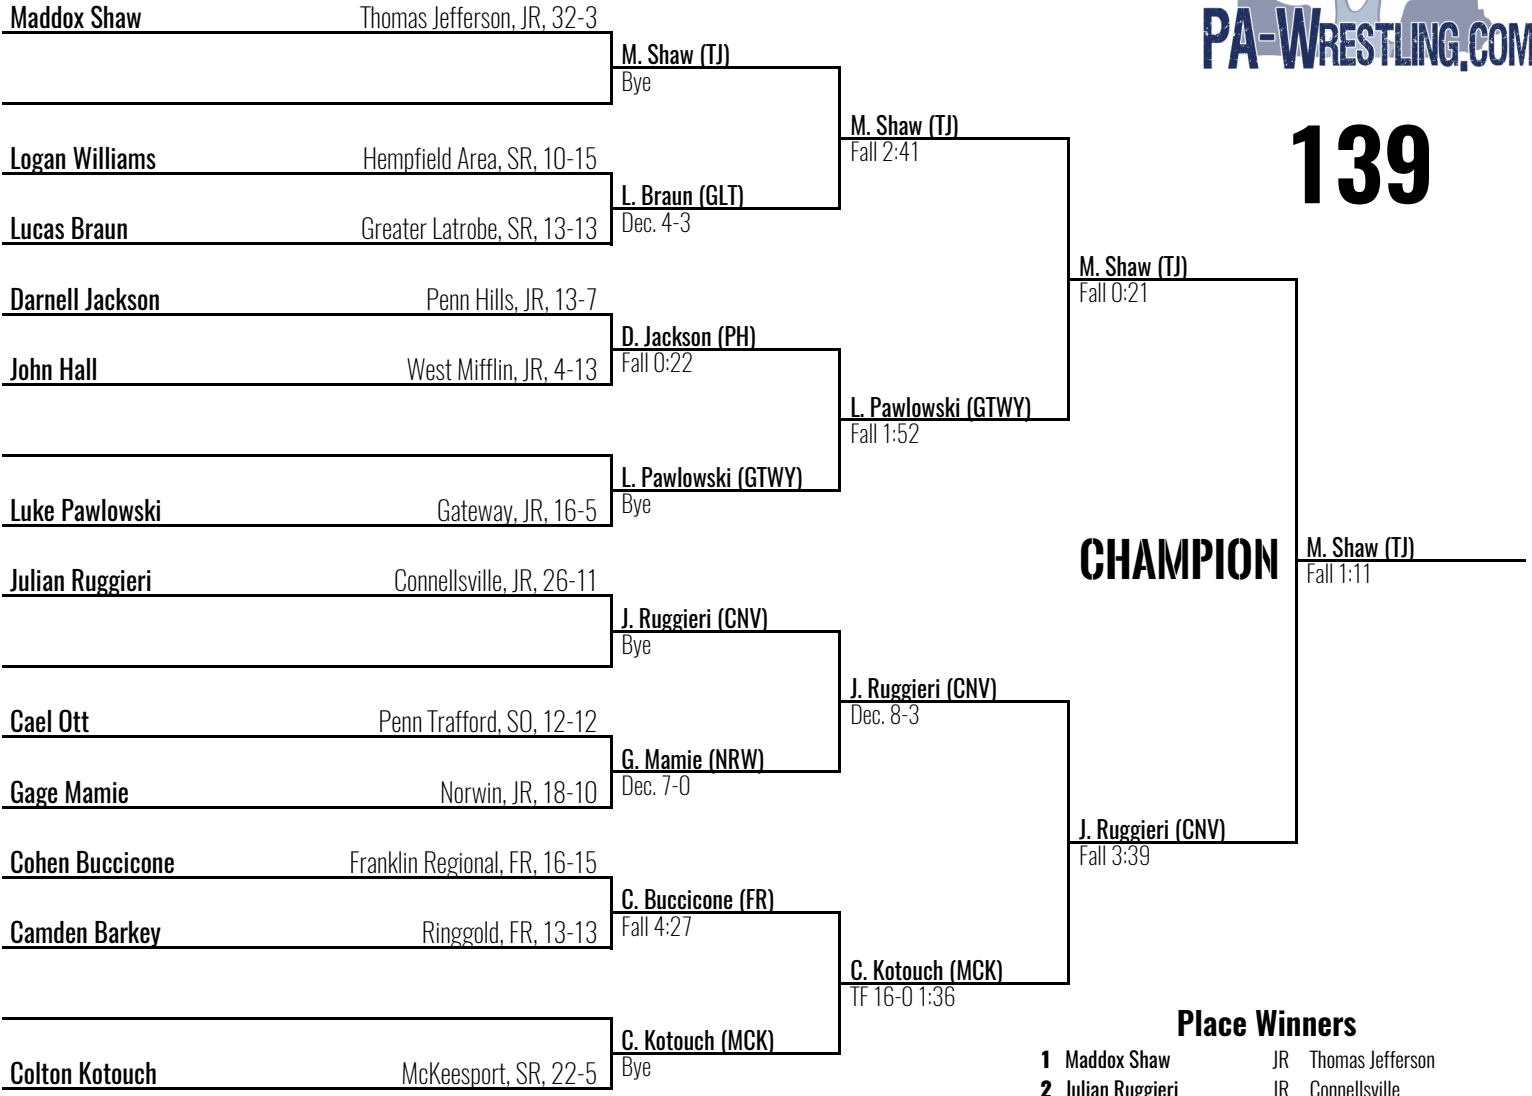 Maddox Shaw Thomas Jefferson, JR, 32-3
PA-WRESTLING.COM
M. Shaw (TJ)
Bye
M. Shaw (TJ)
Fall 2:41
139
Logan Williams Hempfield Area, SR, 10-15
L. Braun (GLT)
Dec. 4-3
Lucas Braun Greater Latrobe, SR, 13-13
M. Shaw (TJ)
Fall 0:21
Darnell Jackson Penn Hills, JR, 13-7
D. Jackson (PH)
Fall 0:22
John Hall West Mifflin, JR, 4-13
L. Pawlowski (GTWY)
Fall 1:52
L. Pawlowski (GTWY)
Bye
Luke Pawlowski Gateway, JR, 16-5
CHAMPION M. Shaw (TJ)
Fall 1:11
Julian Ruggieri Connellsville, JR, 26-11
J. Ruggieri (CNV)
Bye
J. Ruggieri (CNV)
Dec. 8-3
Cael Ott Penn Trafford, SO, 12-12
G. Mamie (NRW)
Dec. 7-0
Gage Mamie Norwin, JR, 18-10
J. Ruggieri (CNV)
Fall 3:39
Cohen Buccicone Franklin Regional, FR, 16-15
C. Buccicone (FR)
Fall 4:27
Camden Barkey Ringgold, FR, 13-13
C. Kotouch (MCK)
TF 16-0 1:36
C. Kotouch (MCK)
Bye
Colton Kotouch McKeesport, SR, 22-5
Place Winners
1 Maddox Shaw JR Thomas Jefferson
2 Julian Ruggieri JR Connellsville